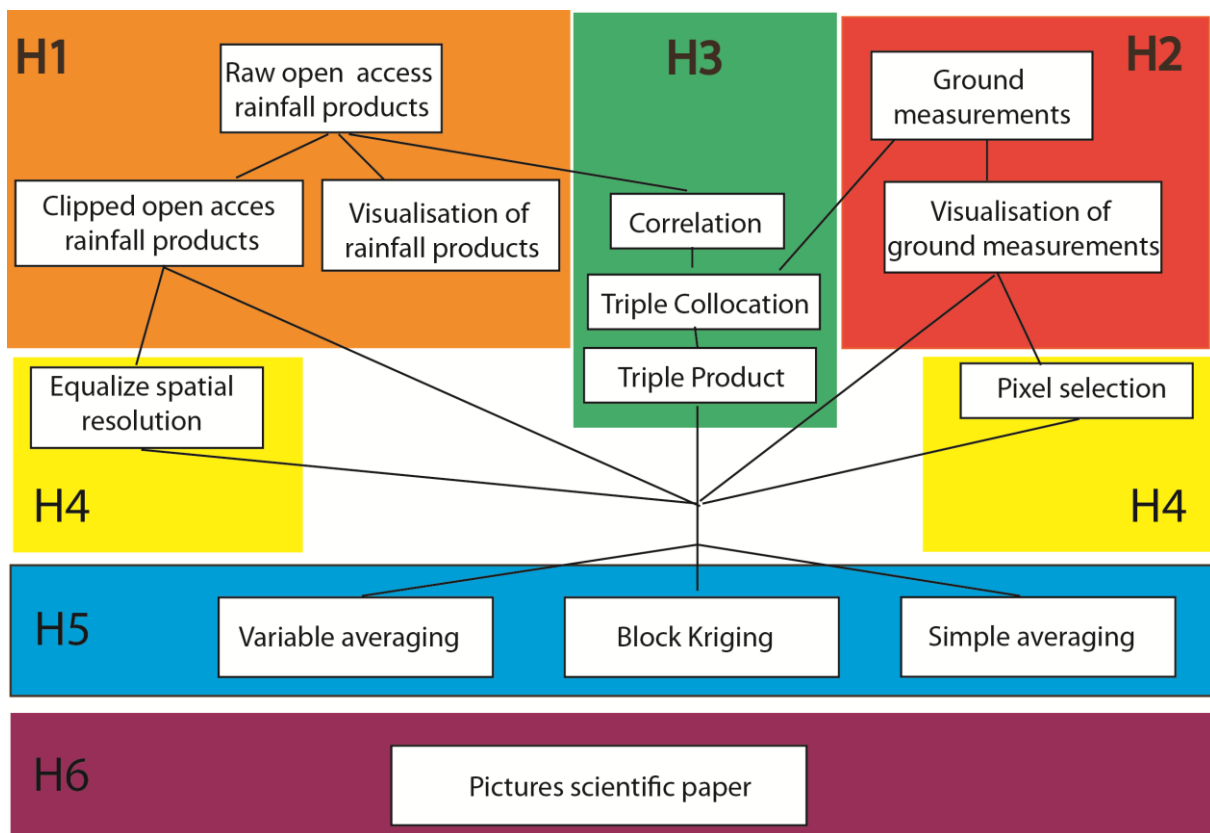 H1
Raw open access
rainfall products
Clipped open acces
rainfall products
Visualisation of
rainfall products
H3
Correlation
Triple Collocation
Triple Product
H2
Ground
measurements
Visualisation of
ground measurements
Equalize spatial
resolution
H4
Pixel selection
H4
H5
Variable averaging
Block Kriging
Simple averaging
H6
Pictures scientific paper